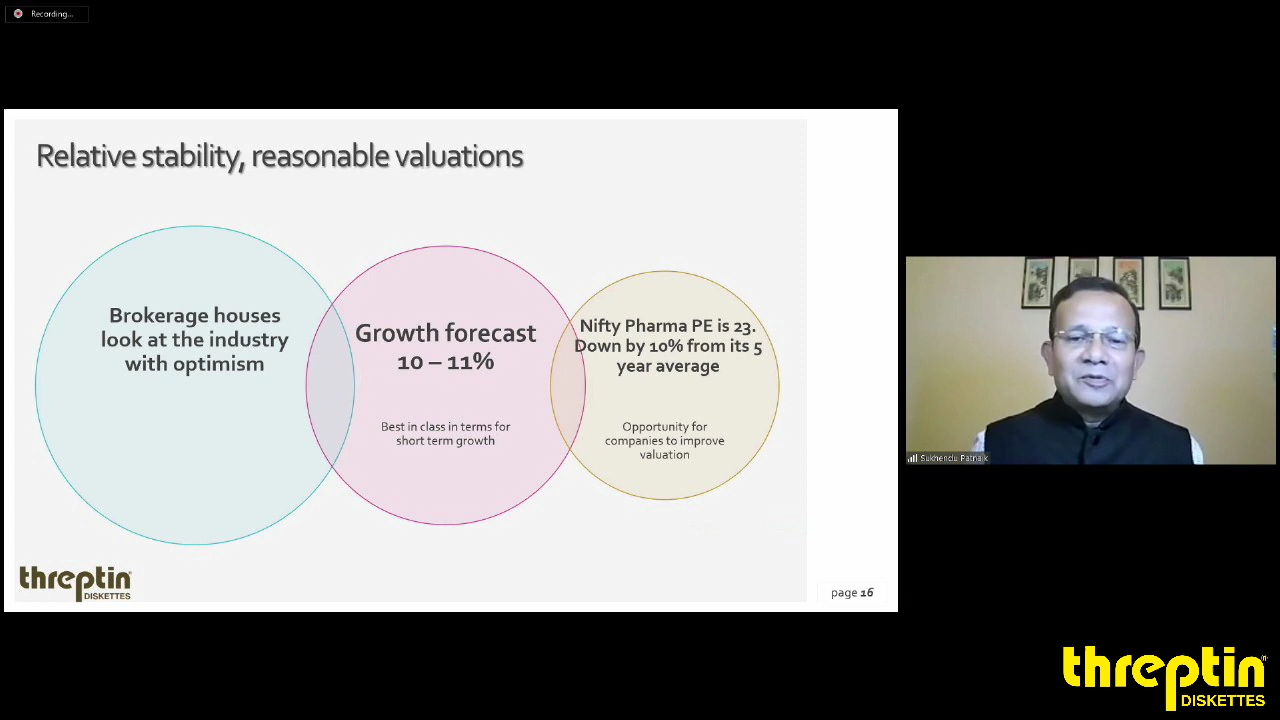 Recording...
Relative stability, reasonable valuations
Brokerage houses
look at the industry
with optimism
Growth forecast
10 – 11%
Best in class in terms for
short term growth
Nifty Pharma PE is 23.
Down by 10% from its 5
year average
Opportunity for
companies to improve
valuation
threptin
DISKETTES
page 16
Sukhendu Patnaik
threptin®
DISKETTES